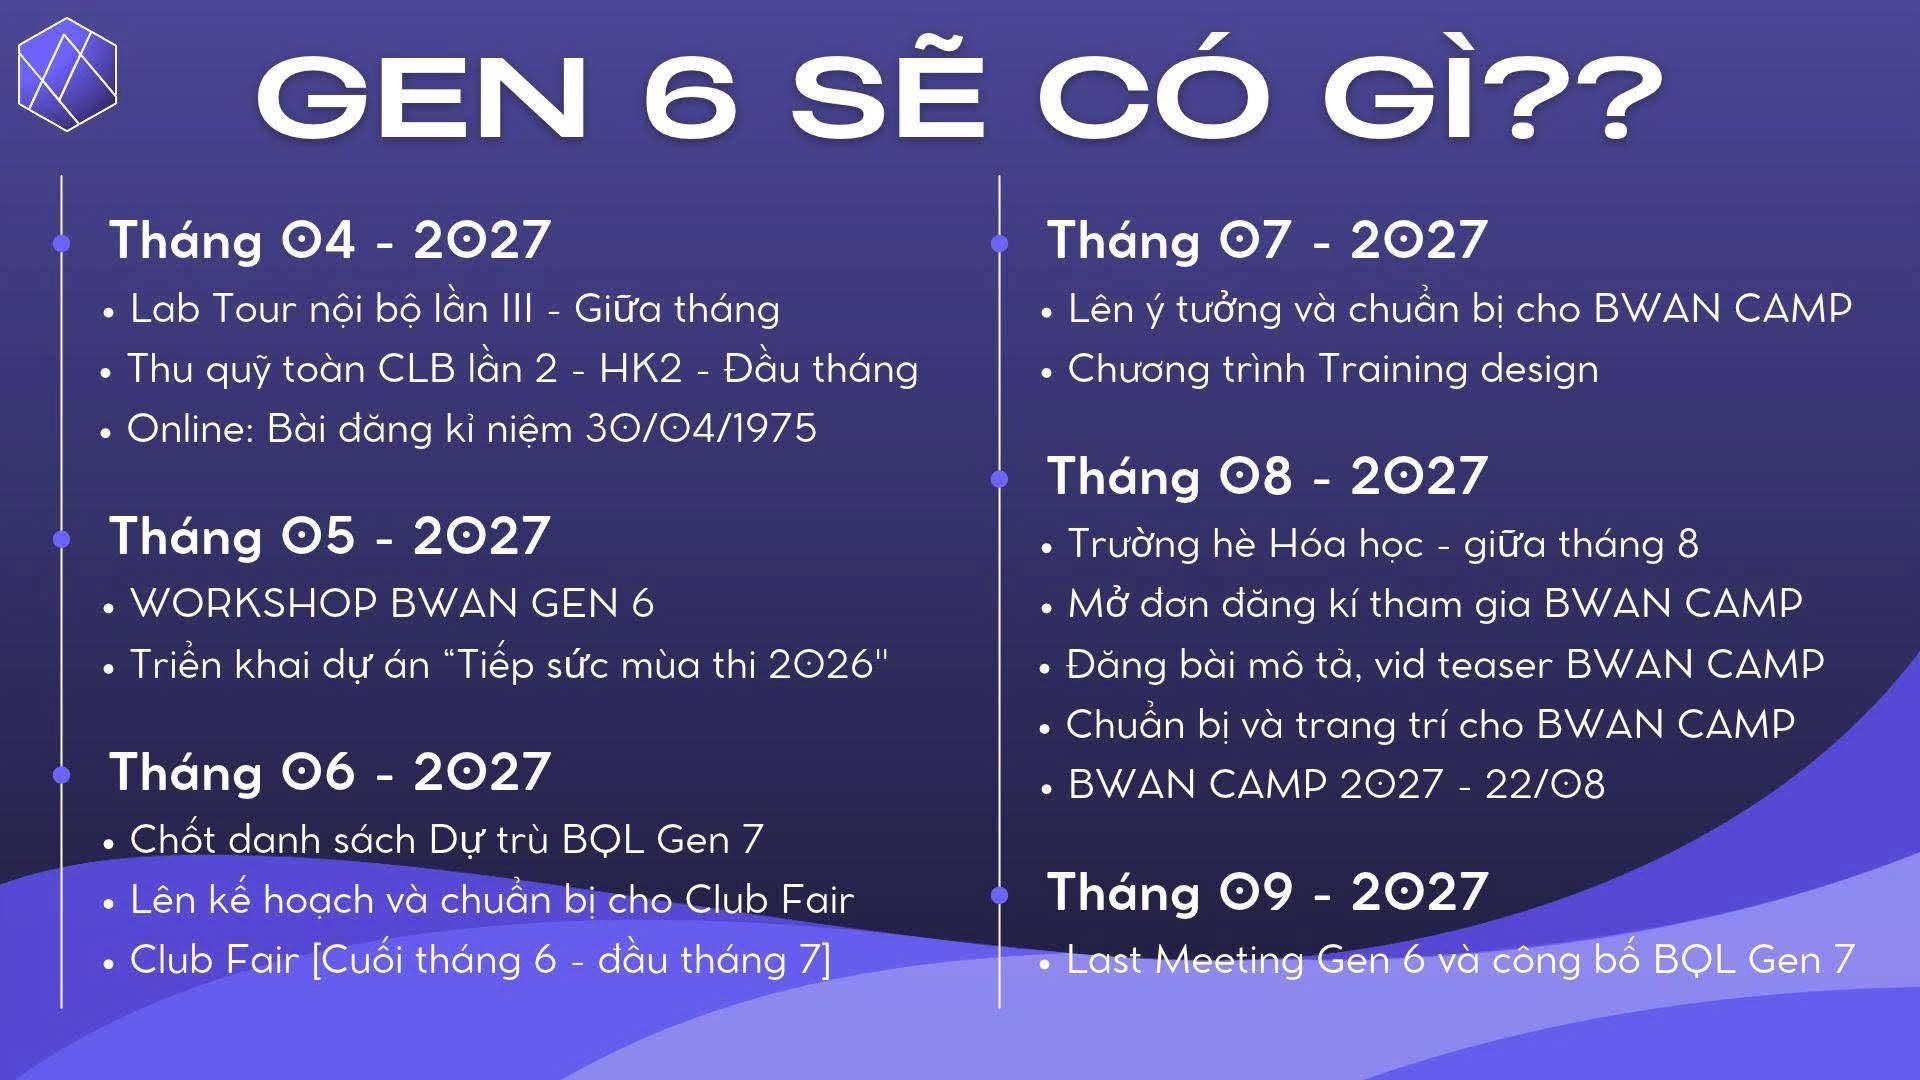 GEN 6 SẼ CÓ GÌ??
Tháng 04 - 2027
• Lab Tour nội bộ lần III - Giữa tháng
• Thu quỹ toàn CLB lần 2 - HK2 - Đầu tháng
• Online: Bài đăng kỉ niệm 30/04/1975
Tháng 05 - 2027
• WORKSHOP BWAN GEN 6
• Triển khai dự án “Tiếp sức mùa thi 2026"
Tháng 06 - 2027
• Chốt danh sách Dự trù BQL Gen 7
• Lên kế hoạch và chuẩn bị cho Club Fair
• Club Fair [Cuối tháng 6 - đầu tháng 7]
Tháng 07 - 2027
• Lên ý tưởng và chuẩn bị cho BWAN CAMP
• Chương trình Training design
Tháng 08 - 2027
• Trường hè Hóa học - giữa tháng 8
• Mở đơn đăng kí tham gia BWAN CAMP
• Đăng bài mô tả, vid teaser BWAN CAMP
• Chuẩn bị và trang trí cho BWAN CAMP
• BWAN CAMP 2027 - 22/08
Tháng 09 - 2027
• Last Meeting Gen 6 và công bố BQL Gen 7